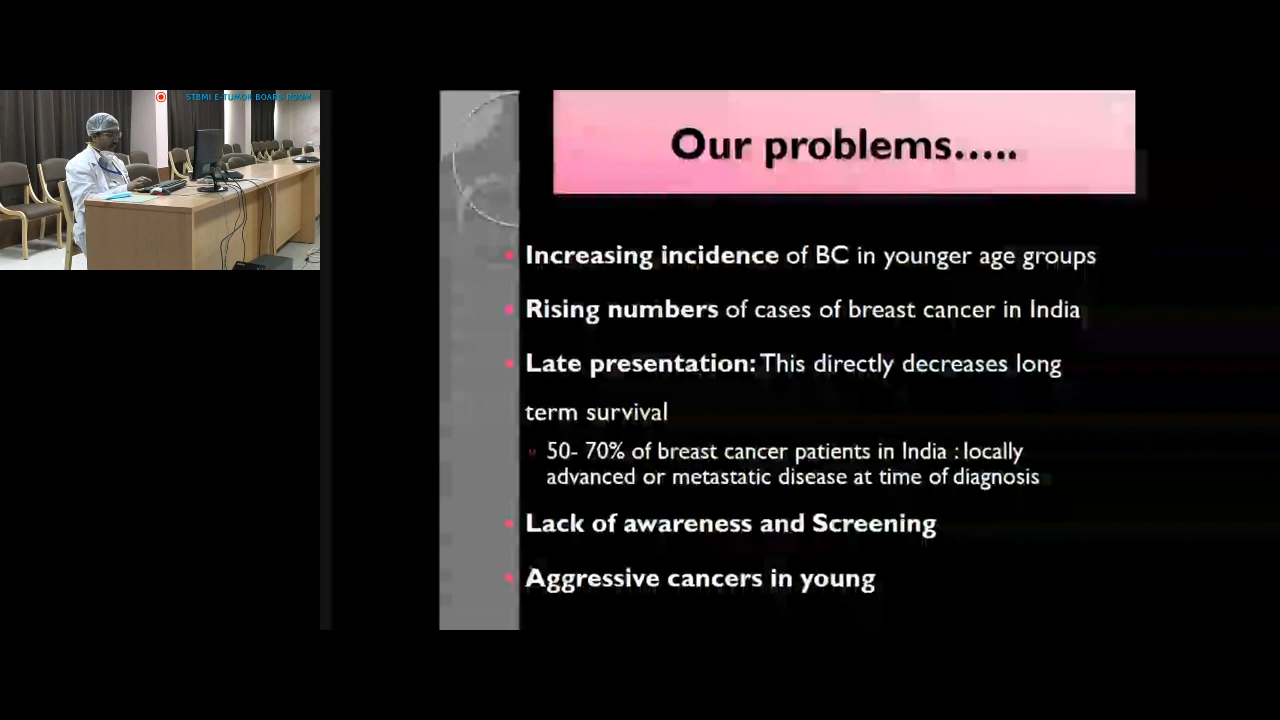 STBMI E-TUMOR BOARD ROOM
Our problems.....
Increasing incidence of BC in younger age groups
Rising numbers of cases of breast cancer in India
Late presentation: This directly decreases long
term survival
50- 70% of breast cancer patients in India : locally
advanced or metastatic disease at time of diagnosis
Lack of awareness and Screening
Aggressive cancers in young